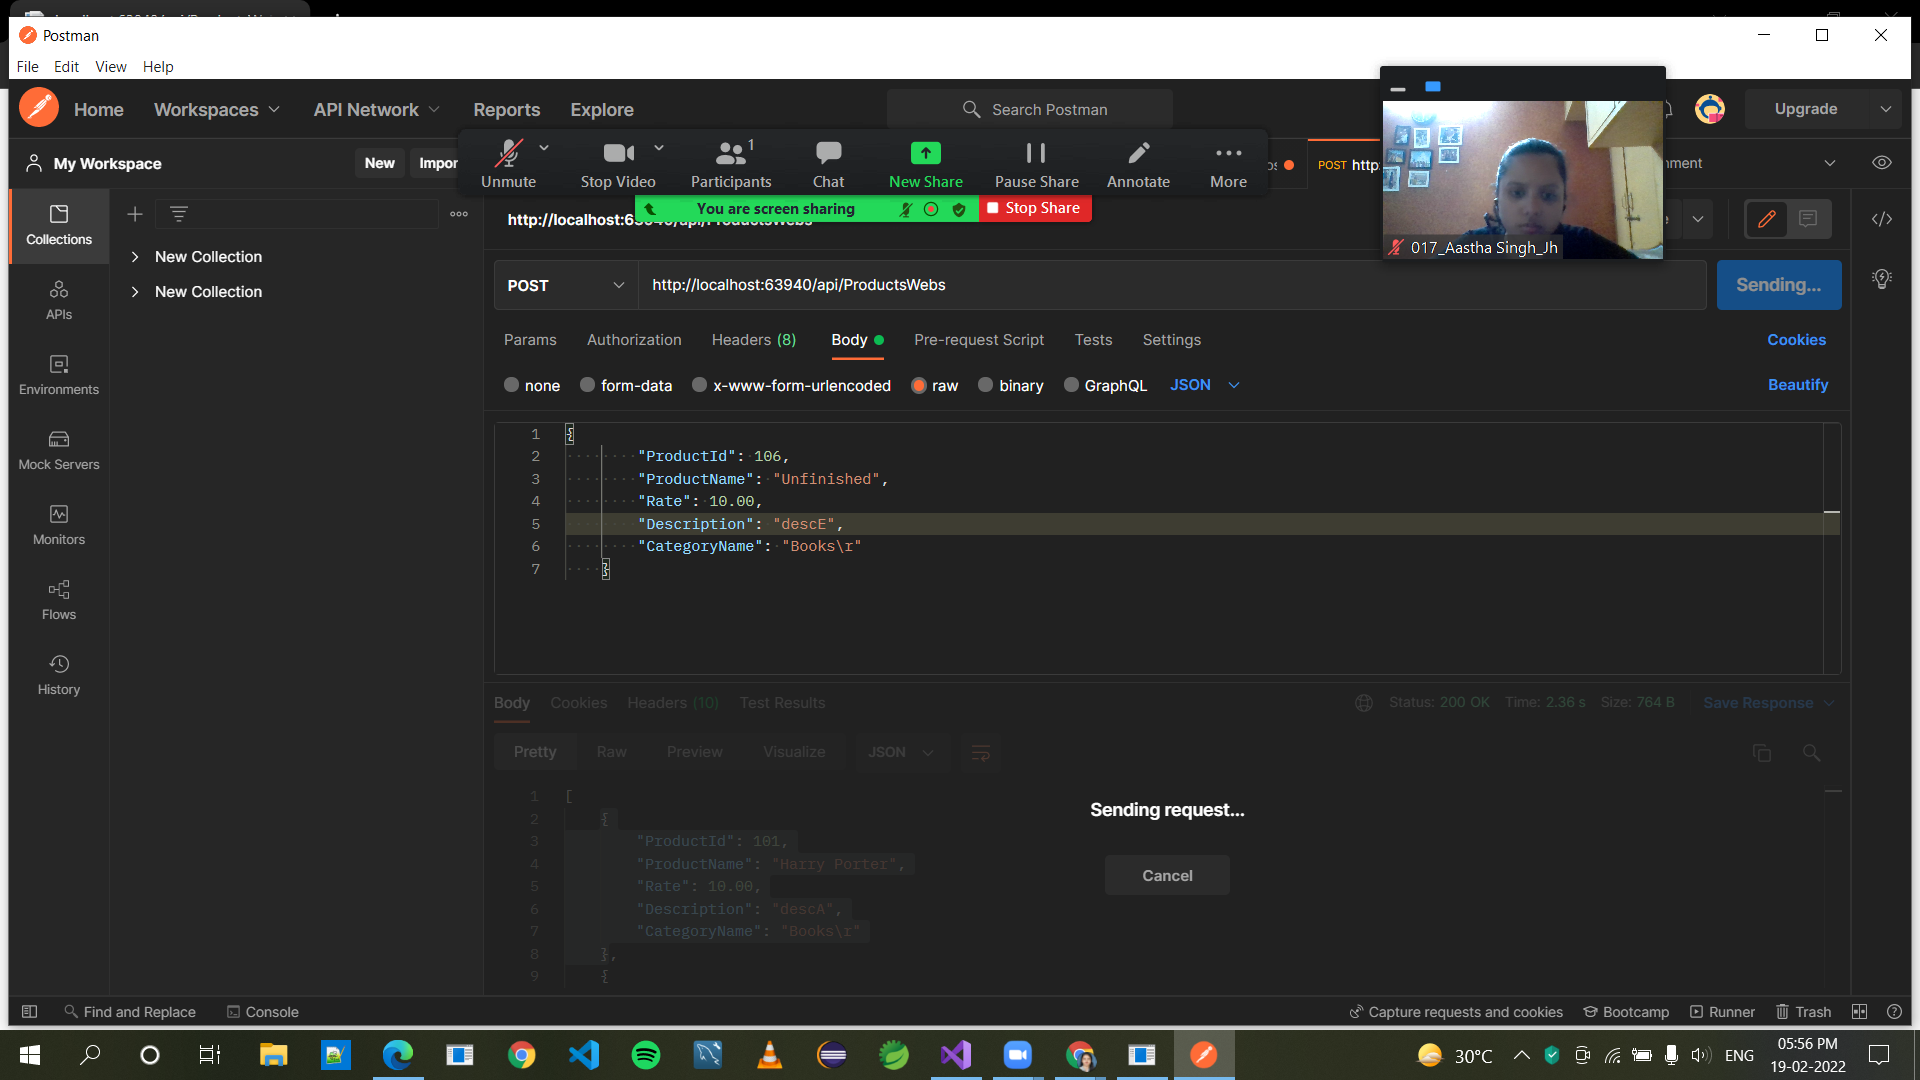 Postman
File Edit View Help
Home Workspaces API Network Reports Explore Search Postman Upgrade
My Workspace New Impor
Unmute Stop Video Participants 1 Chat New Share Pause Share Annotate More
POST http:
You are screen sharing Stop Share
017_Aastha Singh_Jh
Collections
APIs
Environments
Mock Servers
Monitors
Flows
History
New Collection
New Collection
http://localhost:63940/api/ProductsWebs
POST http://localhost:63940/api/ProductsWebs Sending...
Params Authorization Headers (8) Body Pre-request Script Tests Settings Cookies
none form-data x-www-form-urlencoded raw binary GraphQL JSON Beautify
1 {
2 "ProductId": 106,
3 "ProductName": "Unfinished",
4 "Rate": 10.00,
5 "Description": "descE",
6 "CategoryName": "Books\r"
7 }
Body Cookies Headers (10) Test Results Status: 200 OK Time: 2.36 s Size: 764 B Save Response
Pretty Raw Preview Visualize JSON
1 [
2 {
3 "ProductId": 101,
4 "ProductName": "Harry Porter",
5 "Rate": 10.00,
6 "Description": "descA",
7 "CategoryName": "Books\r"
8 },
9 {
Sending request...
Cancel
Find and Replace Console Capture requests and cookies Bootcamp Runner Trash
30°C ENG 05:56 PM
19-02-2022